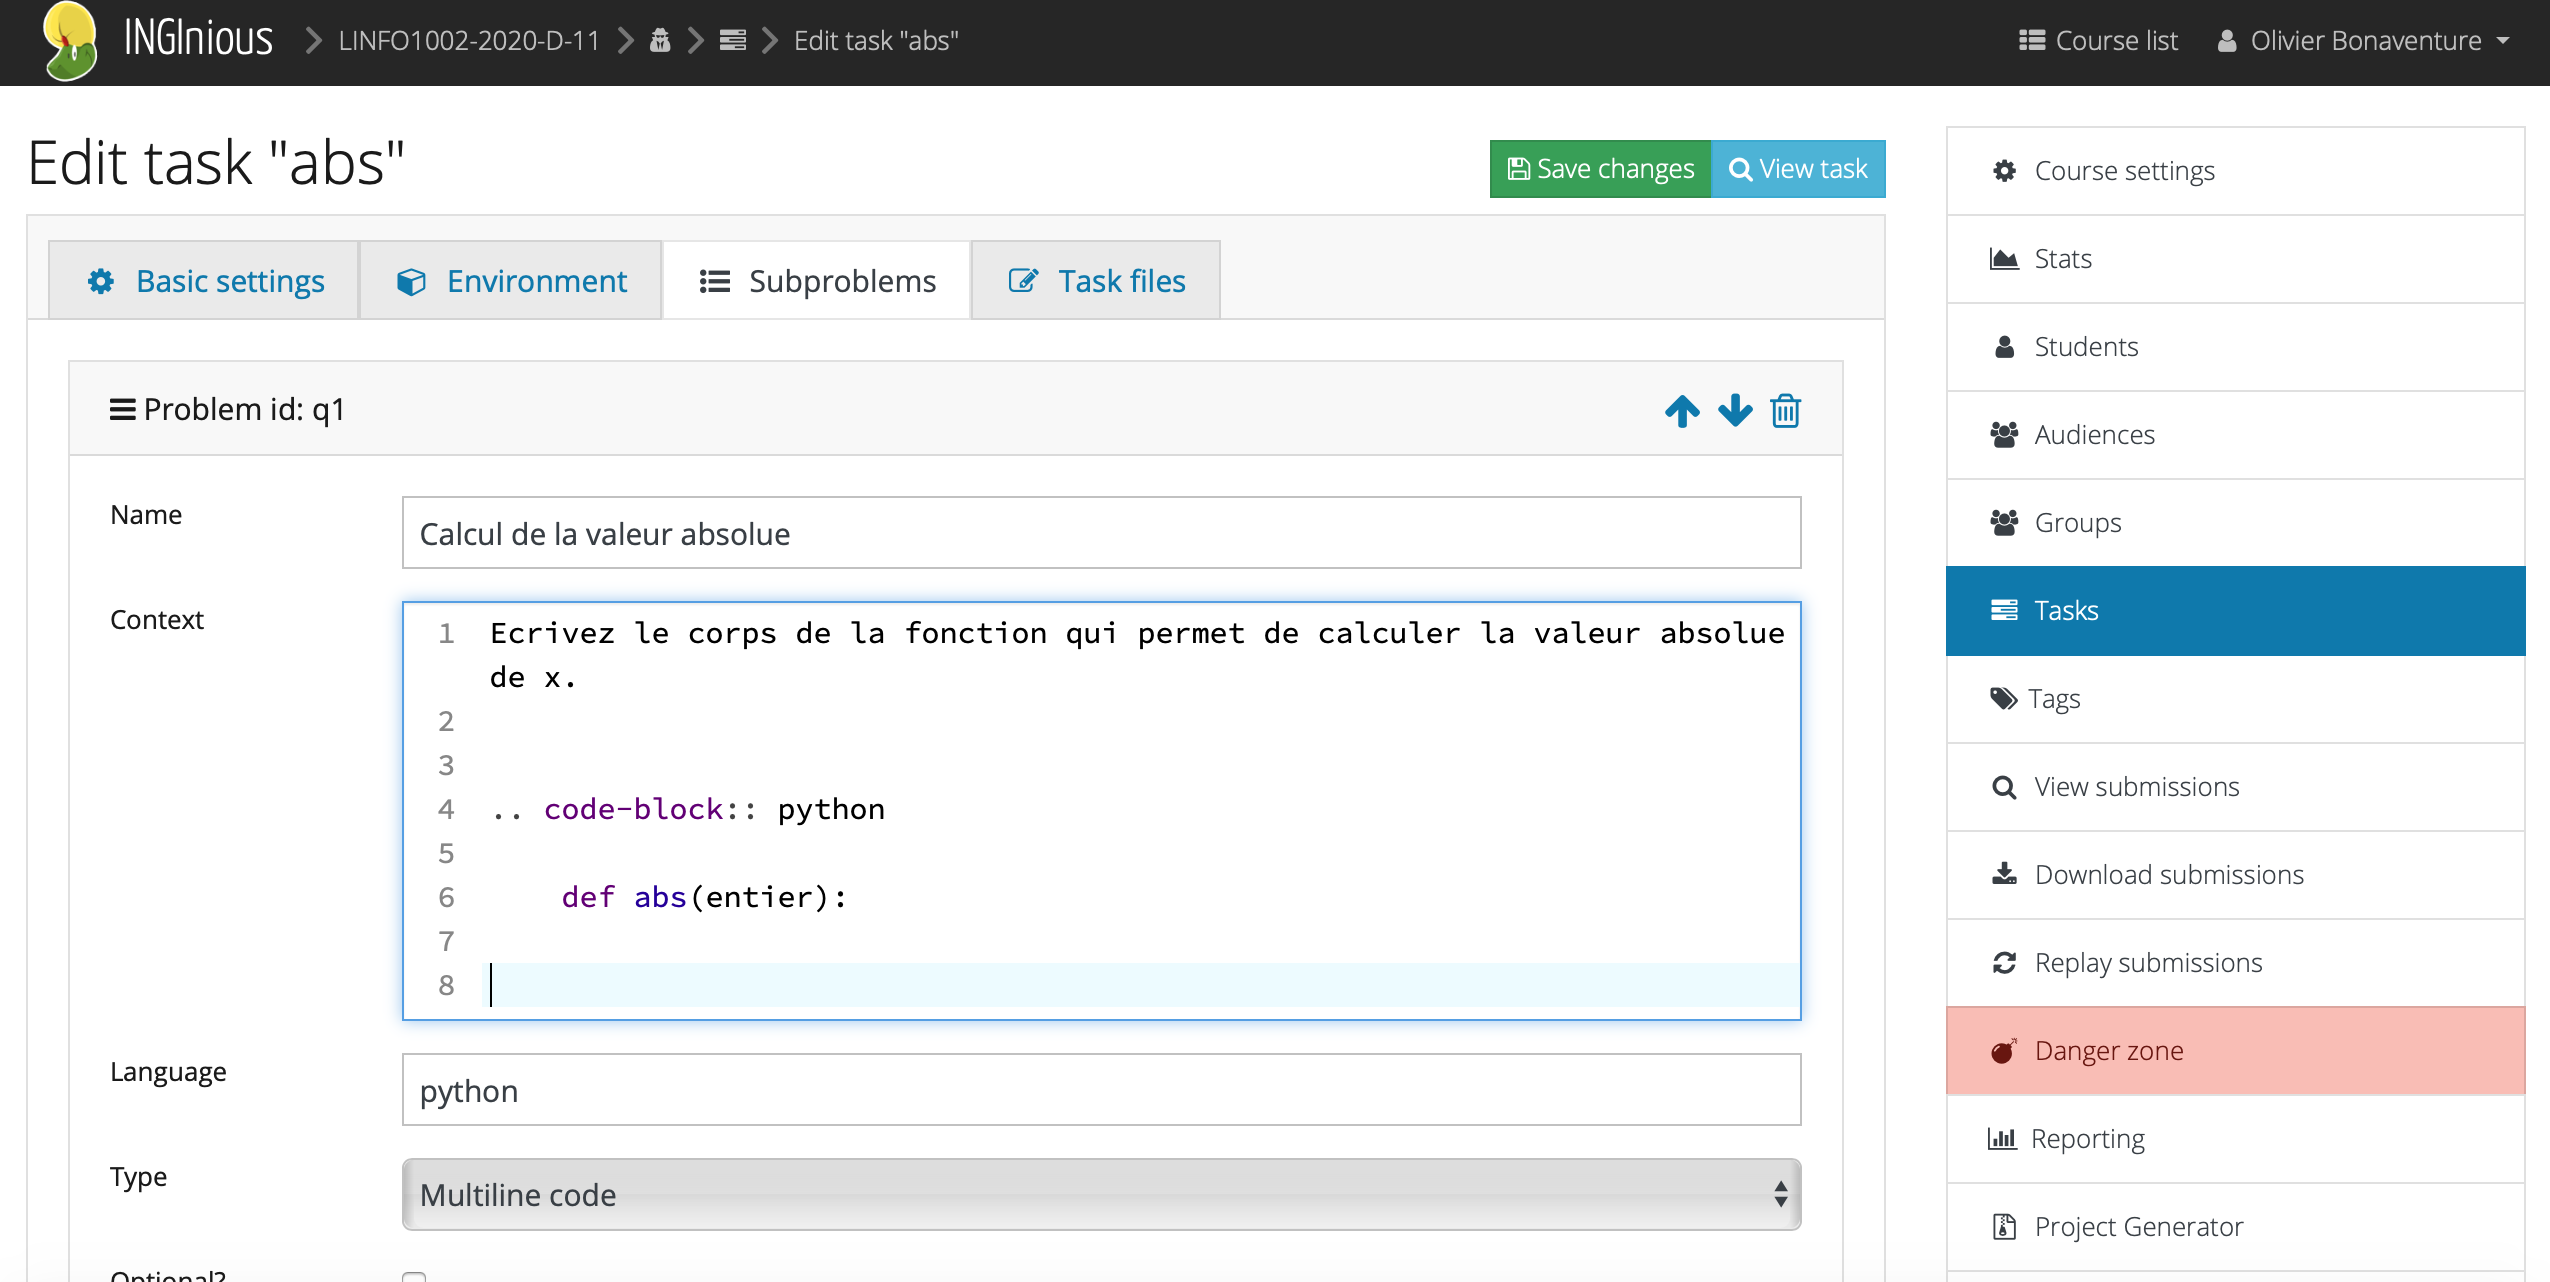 INGInious LINFO1002-2020-D-11 Edit task "abs" Course list Olivier Bonaventure
Edit task "abs"
Save changes View task
Basic settings Environment Subproblems Task files
Problem id: q1
Name
Calcul de la valeur absolue
Context
1 Ecrivez le corps de la fonction qui permet de calculer la valeur absolue
de x.
2
3
4 .. code-block:: python
5
6 def abs(entier):
7
8
Language
python
Type
Multiline code
Optional?
Course settings
Stats
Students
Audiences
Groups
Tasks
Tags
View submissions
Download submissions
Replay submissions
Danger zone
Reporting
Project Generator